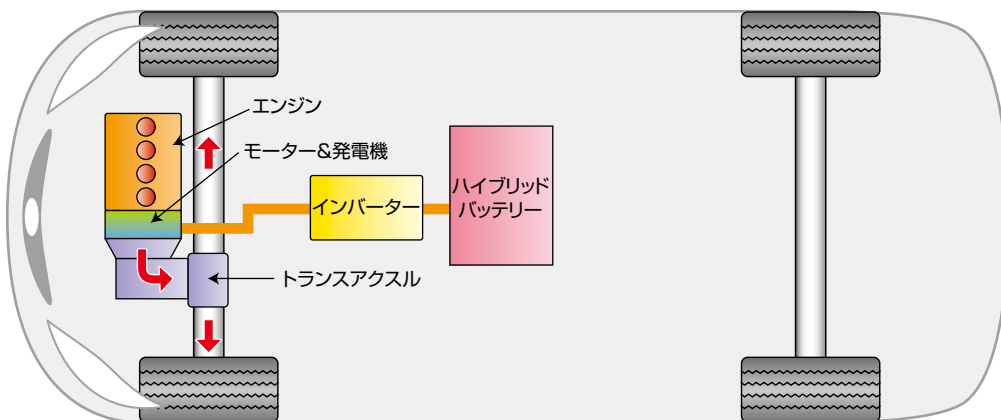 エンジン
モーター&発電機
インバーター
ハイブリッド
バッテリー
トランスアクスル